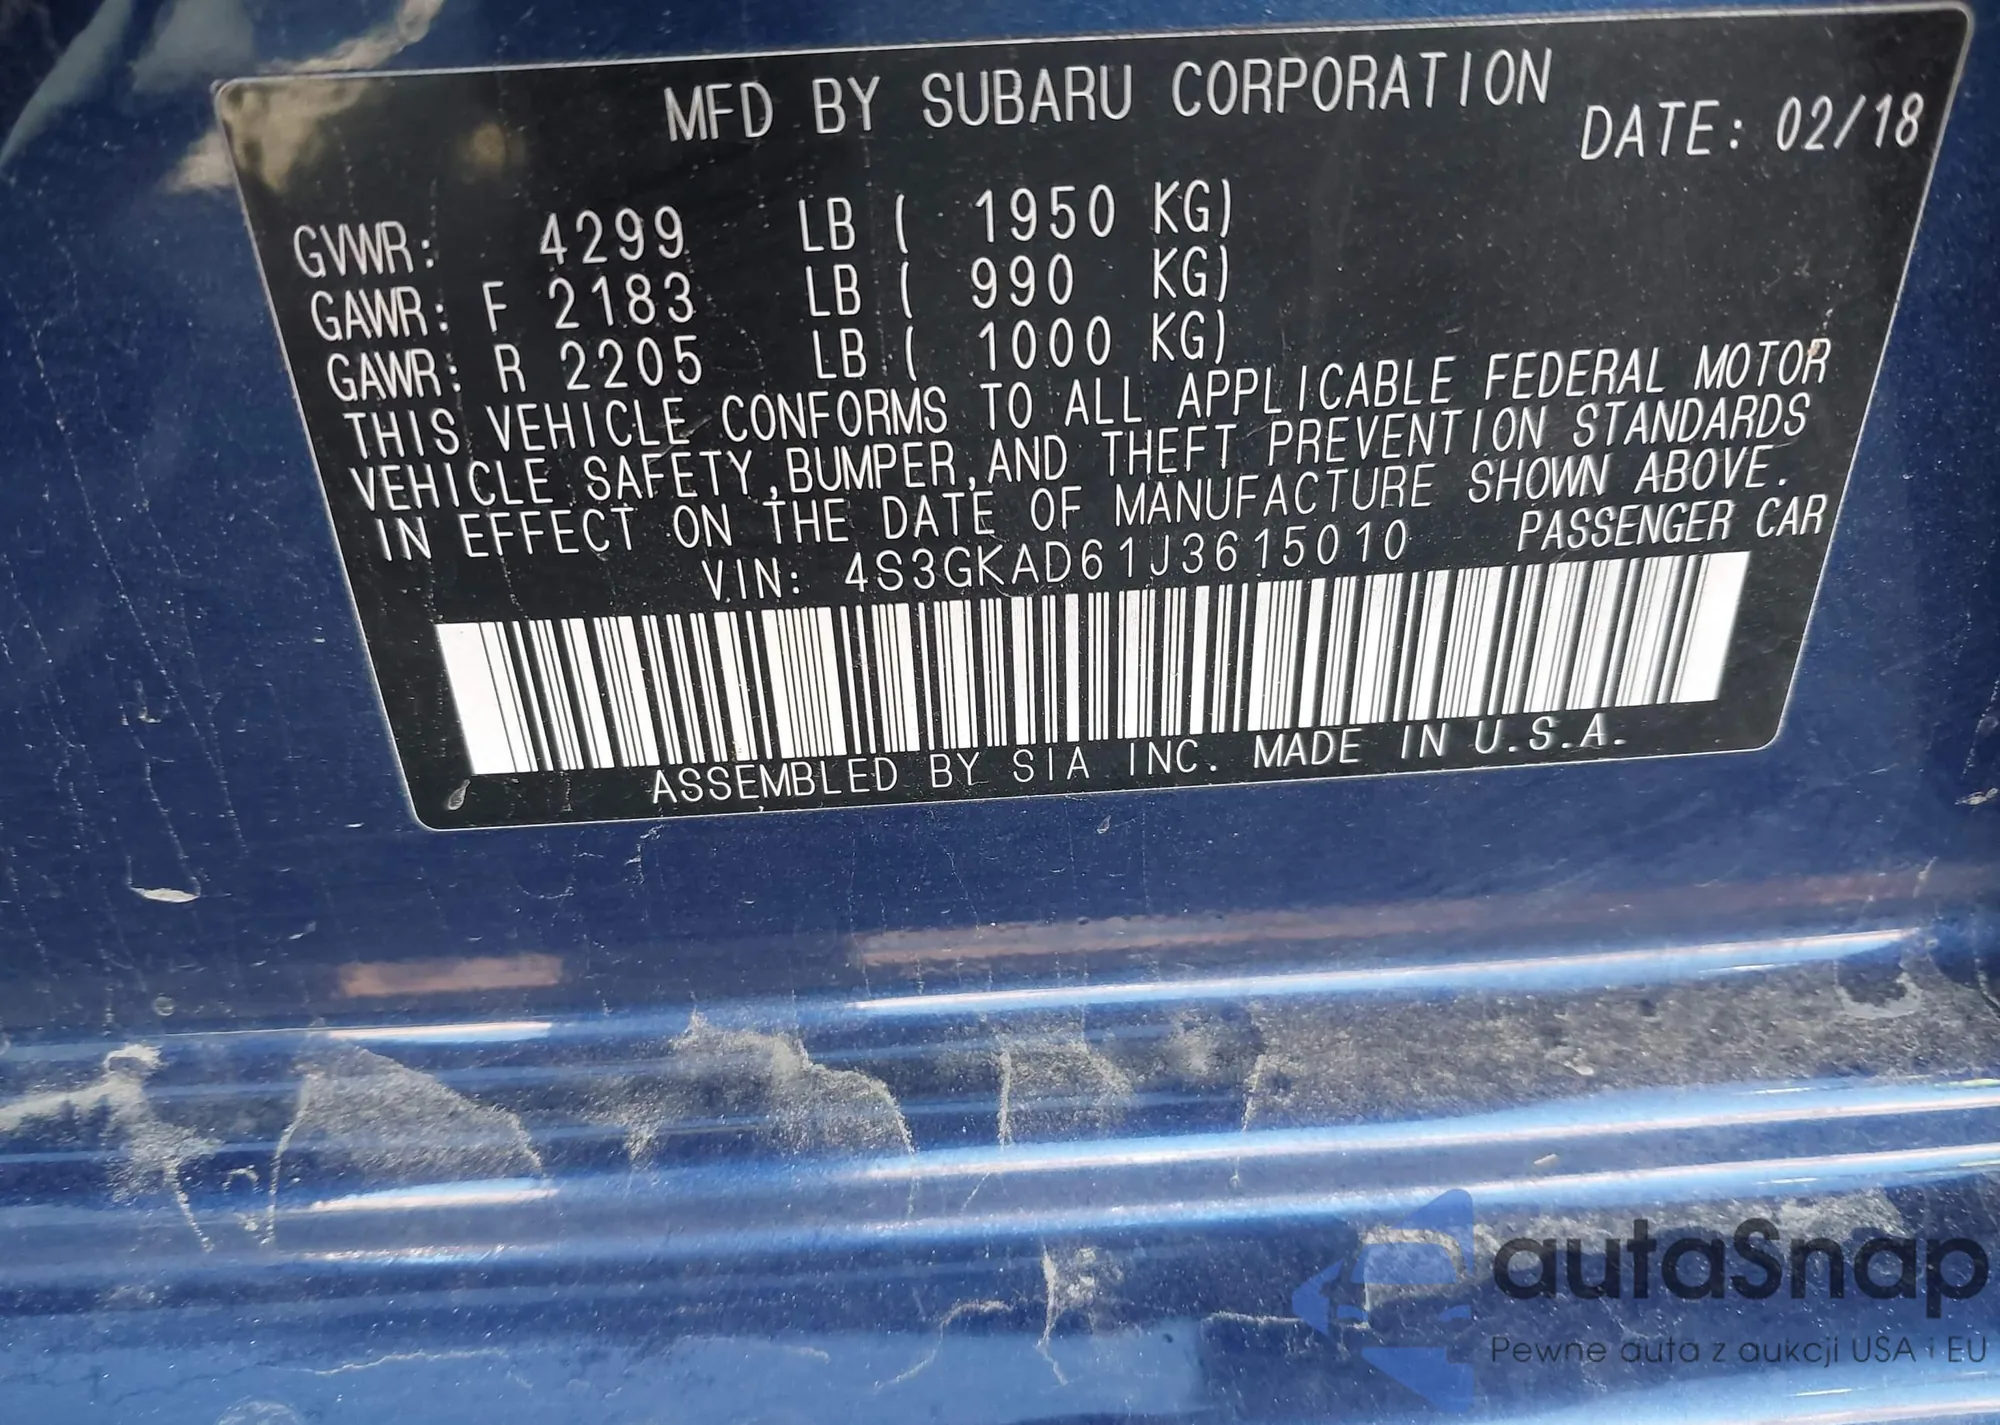 MFD BY SUBARU CORPORATION
DATE: 02/18
GVWR: 4299 LB ( 1950 KG)
GAWR: F 2183 LB ( 990 KG)
GAWR: R 2205 LB ( 1000 KG)
THIS VEHICLE CONFORMS TO ALL APPLICABLE FEDERAL MOTOR
VEHICLE SAFETY, BUMPER, AND THEFT PREVENTION STANDARDS
IN EFFECT ON THE DATE OF MANUFACTURE SHOWN ABOVE.
VIN: 4S3GKAD61J3615010 PASSENGER CAR
ASSEMBLED BY SIA INC. MADE IN U.S.A.
autaSnap
Pewne auta z aukcji USA i EU